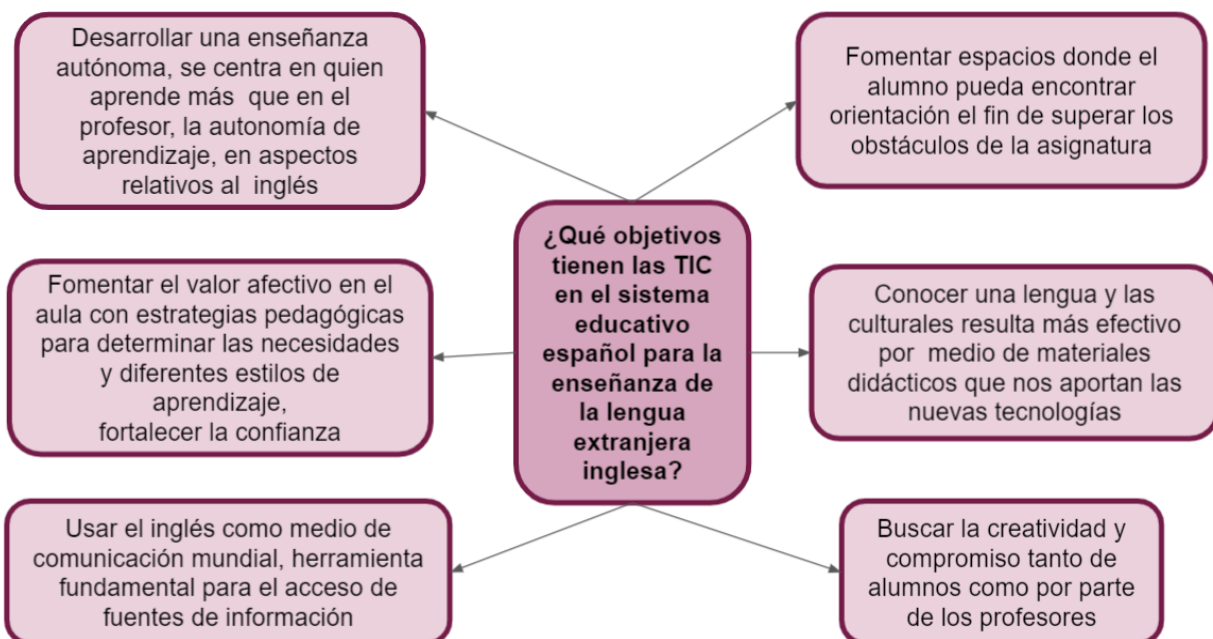 Desarrollar una enseñanza
autónoma, se centra en quien
aprende más que en el
profesor, la autonomía de
aprendizaje, en aspectos
relativos al inglés
Fomentar espacios donde el
alumno pueda encontrar
orientación el fin de superar los
obstáculos de la asignatura
¿Qué objetivos
tienen las TIC
en el sistema
educativo
español para la
enseñanza de
la lengua
extranjera
inglesa?
Fomentar el valor afectivo en el
aula con estrategias pedagógicas
para determinar las necesidades
y diferentes estilos de
aprendizaje,
fortalecer la confianza
Conocer una lengua y las
culturales resulta más efectivo
por medio de materiales
didácticos que nos aportan las
nuevas tecnologías
Usar el inglés como medio de
comunicación mundial, herramienta
fundamental para el acceso de
fuentes de información
Buscar la creatividad y
compromiso tanto de
alumnos como por parte
de los profesores